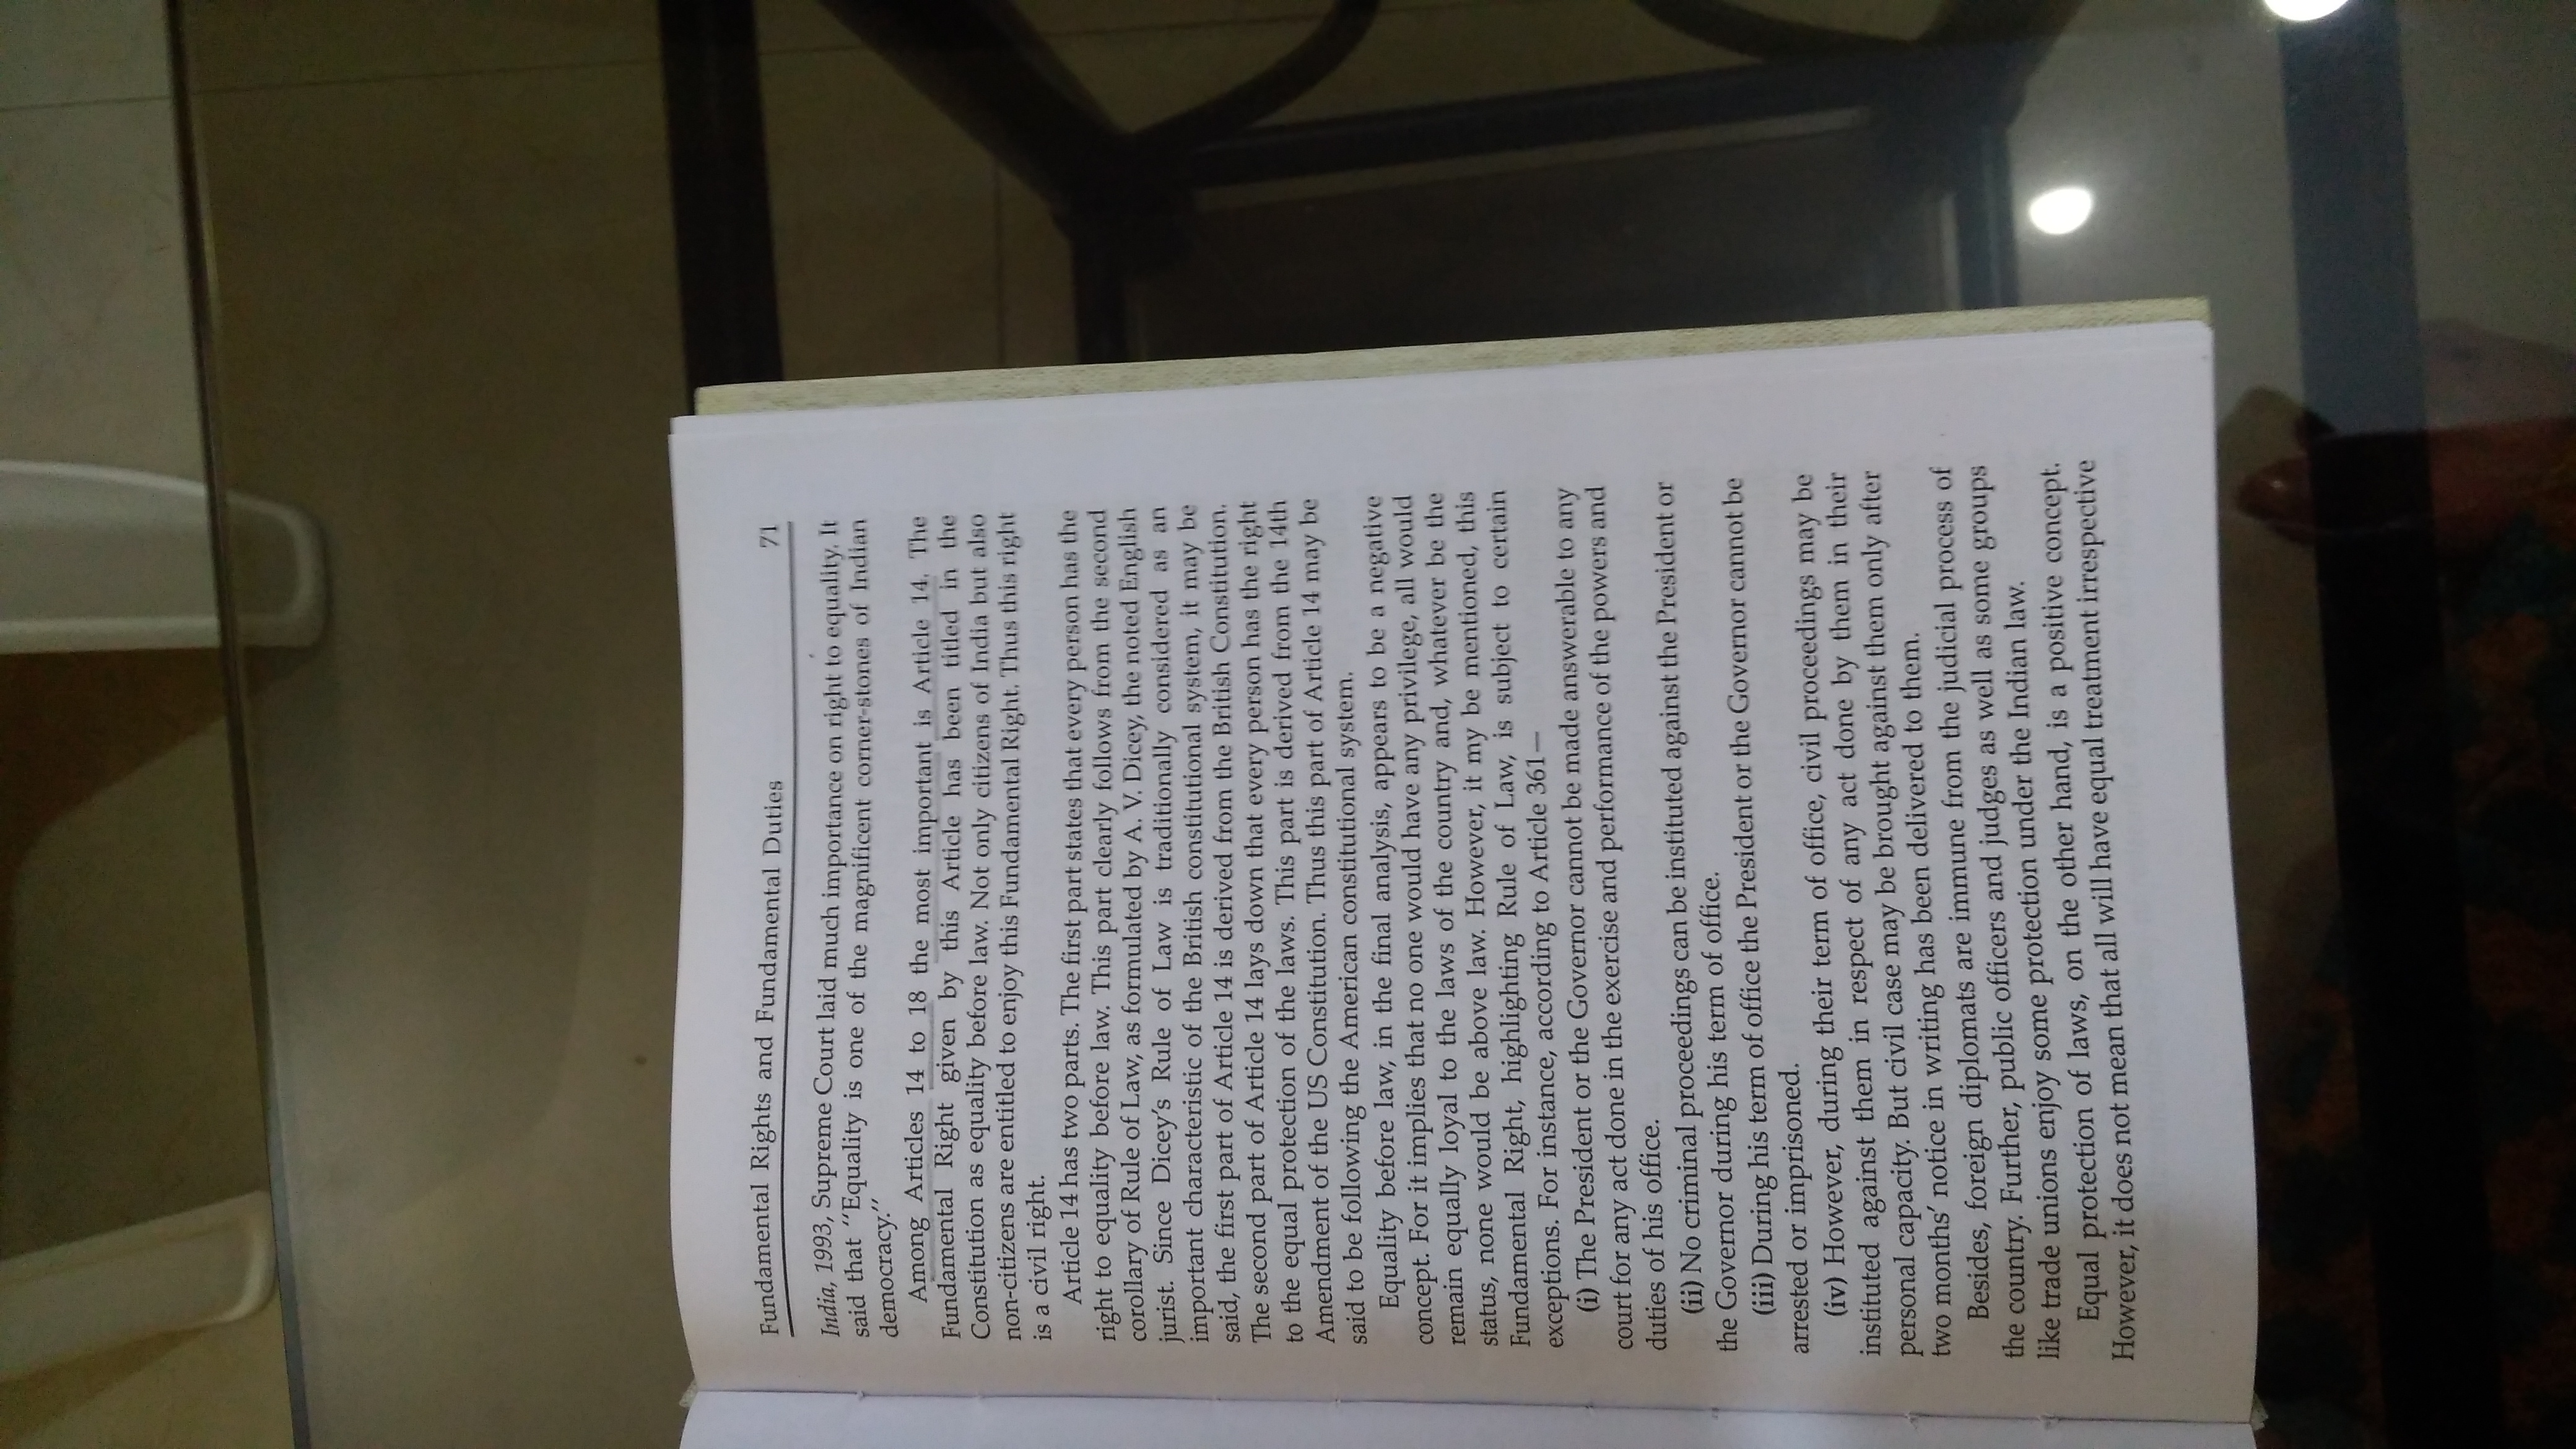 Fundamental Rights and Fundamental Duties 71
India, 1993, Supreme Court laid much importance on right to equality. It
said that "Equality is one of the magnificent corner-stones of Indian
democracy."
Among Articles 14 to 18 the most important is Article 14. The
Fundamental Right given by this Article has been titled in the
Constitution as equality before law. Not only citizens of India but also
non-citizens are entitled to enjoy this Fundamental Right. Thus this right
is a civil right.
Article 14 has two parts. The first part states that every person has the
right to equality before law. This part clearly follows from the second
corollary of Rule of Law, as formulated by A. V. Dicey, the noted English
jurist. Since Dicey's Rule of Law is traditionally considered as an
important characteristic of the British constitutional system, it may be
said, the first part of Article 14 is derived from the British Constitution.
The second part of Article 14 lays down that every person has the right
to the equal protection of the laws. This part is derived from the 14th
Amendment of the US Constitution. Thus this part of Article 14 may be
said to be following the American constitutional system.
Equality before law, in the final analysis, appears to be a negative
concept. For it implies that no one would have any privilege, all would
remain equally loyal to the laws of the country and, whatever be the
status, none would be above law. However, it my be mentioned, this
Fundamental Right, highlighting Rule of Law, is subject to certain
exceptions. For instance, according to Article 361—
(i) The President or the Governor cannot be made answerable to any
court for any act done in the exercise and performance of the powers and
duties of his office.
(ii) No criminal proceedings can be instituted against the President or
the Governor during his term of office.
(iii) During his term of office the President or the Governor cannot be
arrested or imprisoned.
(iv) However, during their term of office, civil proceedings may be
instituted against them in respect of any act done by them in their
personal capacity. But civil case may be brought against them only after
two months' notice in writing has been delivered to them.
Besides, foreign diplomats are immune from the judicial process of
the country. Further, public officers and judges as well as some groups
like trade unions enjoy some protection under the Indian law.
Equal protection of laws, on the other hand, is a positive concept.
However, it does not mean that all will have equal treatment irrespective